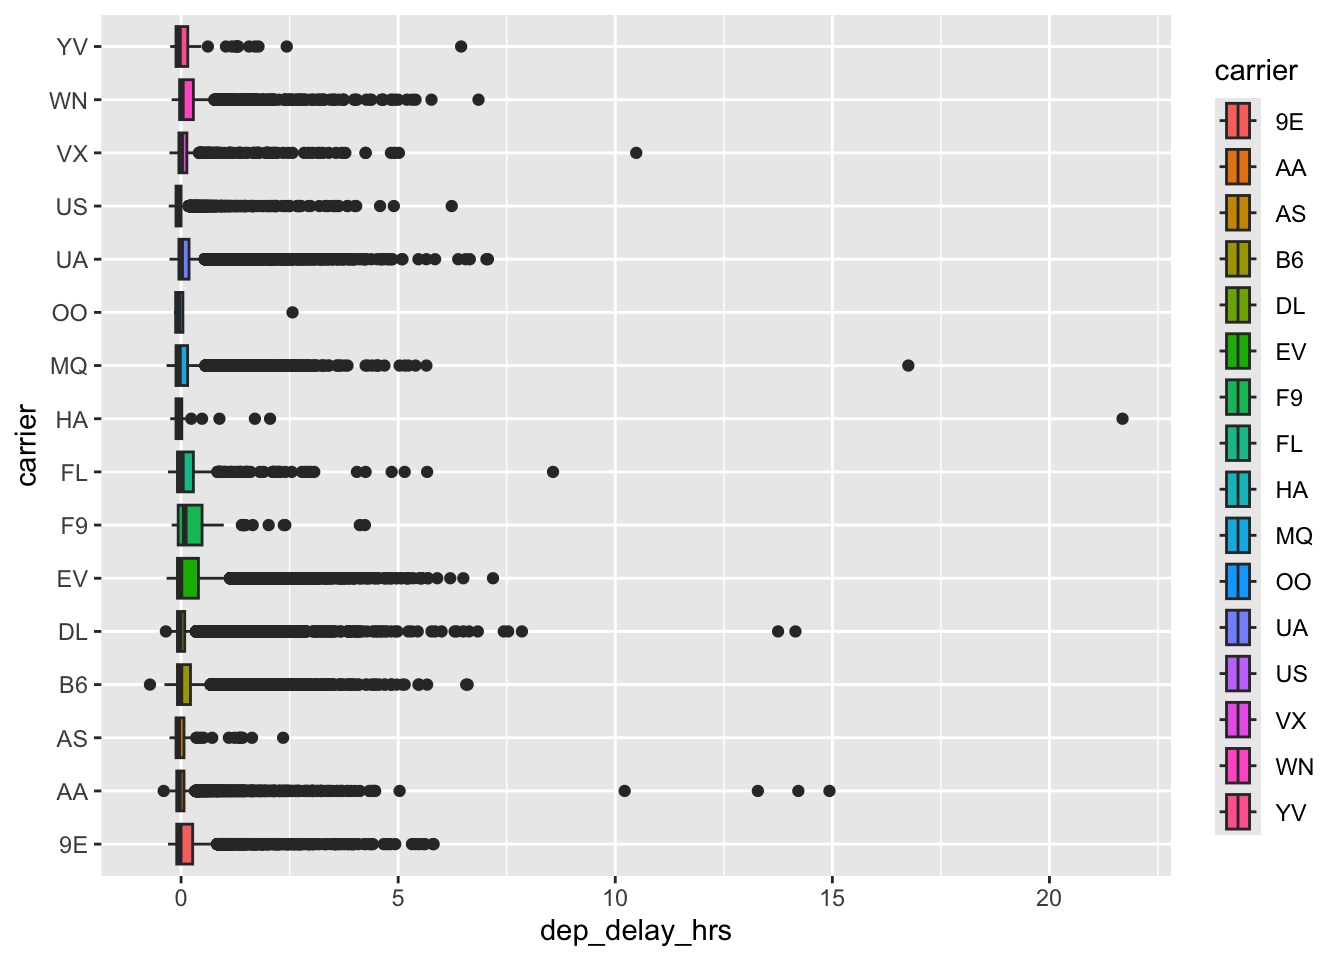 YV
WN
VX
US
UA
OO
MQ
HA
FL
F9
EV
DL
B6
AS
AA
9E
carrier
0 5 10 15 20
dep_delay_hrs
carrier
9E
AA
AS
B6
DL
EV
F9
FL
HA
MQ
OO
UA
US
VX
WN
YV